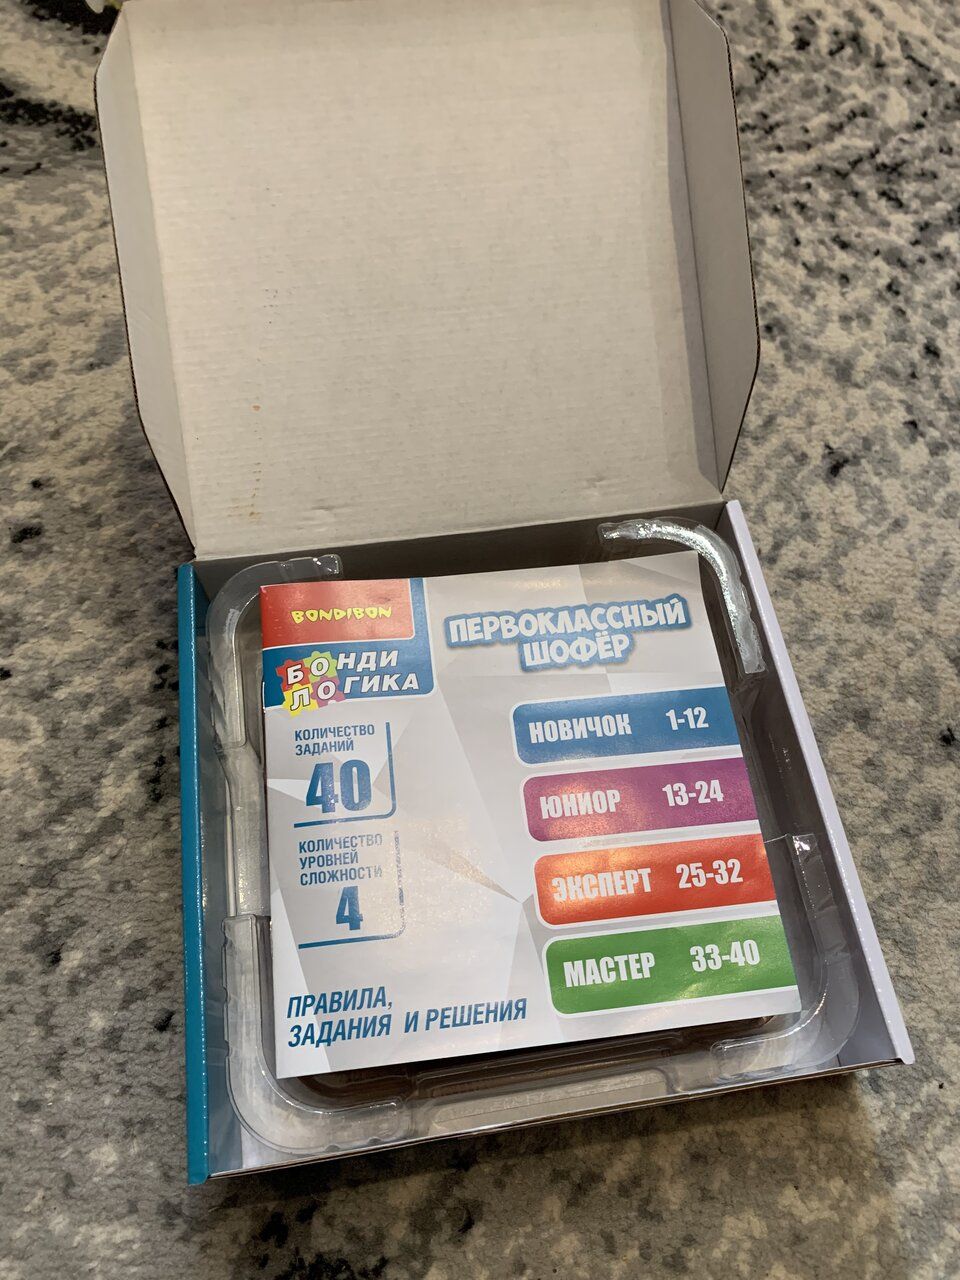 BONDIBON
БОНДИ
ЛОГИКА
ПЕРВОКЛАССНЫЙ
ШОФЁР
КОЛИЧЕСТВО
ЗАДАНИЙ
40
КОЛИЧЕСТВО
УРОВНЕЙ
СЛОЖНОСТИ
4
НОВИЧОК 1-12
ЮНИОР 13-24
ЭКСПЕРТ 25-32
МАСТЕР 33-40
ПРАВИЛА,
ЗАДАНИЯ И РЕШЕНИЯ